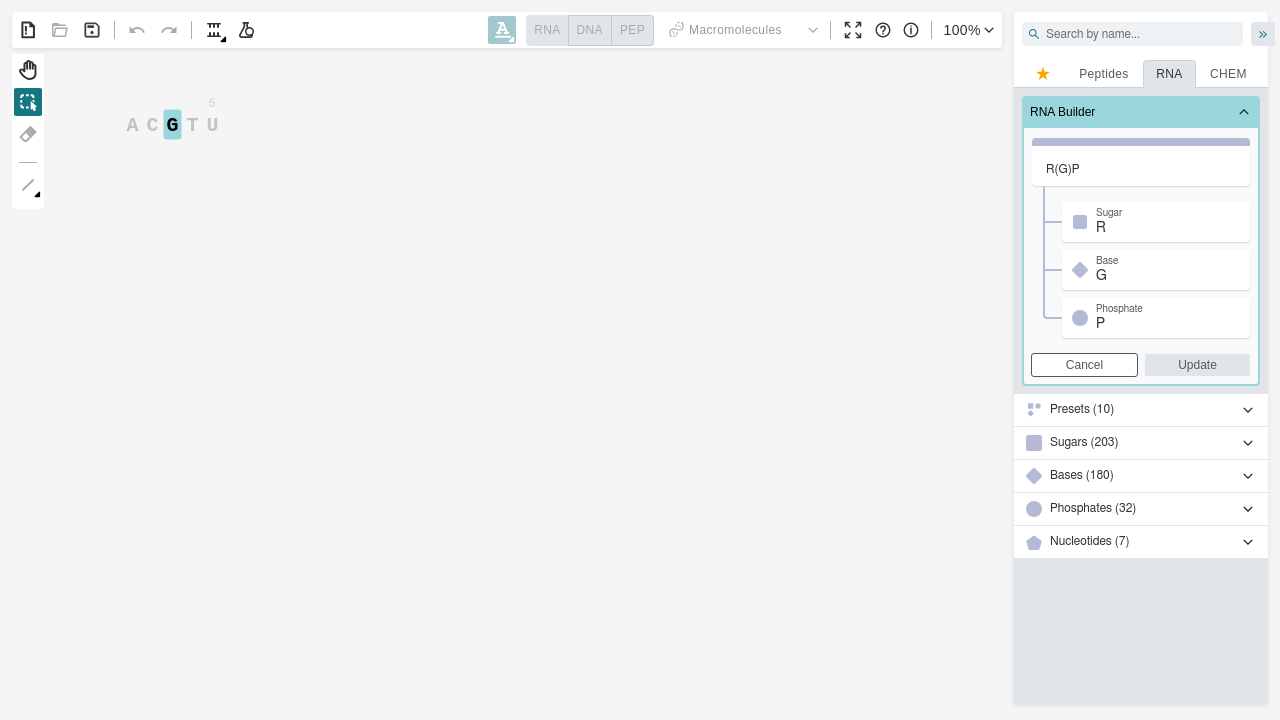 A
RNA
DNA
PEP
Macromolecules
100%
5
A C G T U
Search by name...
»
Peptides
RNA
CHEM
RNA Builder
R(G)P
Sugar
R
Base
G
Phosphate
P
Cancel
Update
Presets (10)
Sugars (203)
Bases (180)
Phosphates (32)
Nucleotides (7)